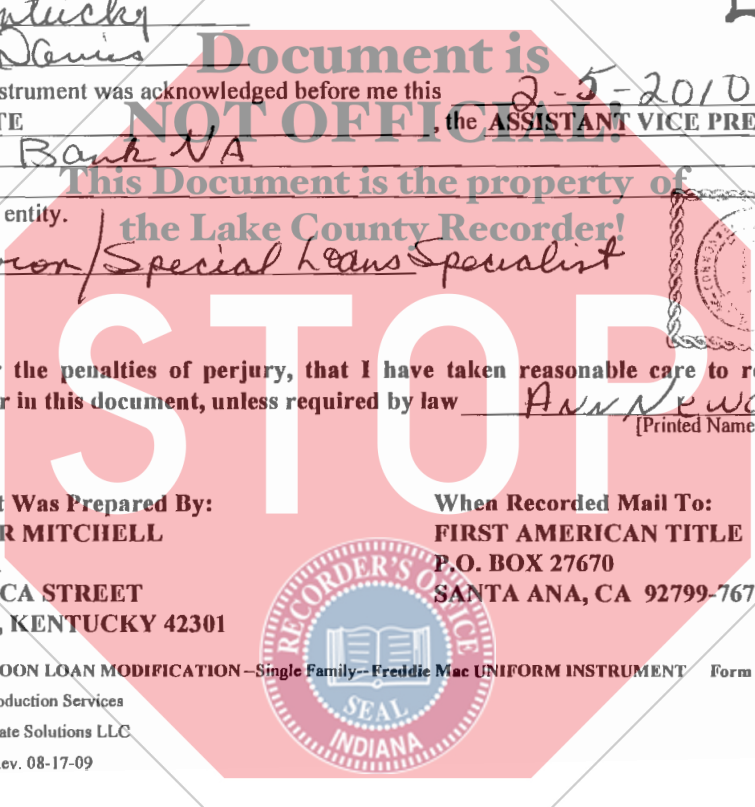 entucky
Davies
Document is
strument was acknowledged before me this 2-5-2010
TE NOT OFFICIAL! , the ASSISTANT VICE PRE
Bank NA
This Document is the property of
entity.
the Lake County Recorder!
/Special Loans Specialist
STOP
the penalties of perjury, that I have taken reasonable care to r
r in this document, unless required by law ANN
[Printed Name
t Was Prepared By:
R MITCHELL
CA STREET
, KENTUCKY 42301
When Recorded Mail To:
FIRST AMERICAN TITLE
P.O. BOX 27670
SANTA ANA, CA 92799-767
RECORDER'S OFFICE
SEAL
INDIANA
OON LOAN MODIFICATION--Single Family--Freddie Mac UNIFORM INSTRUMENT Form
oduction Services
ate Solutions LLC
ev. 08-17-09